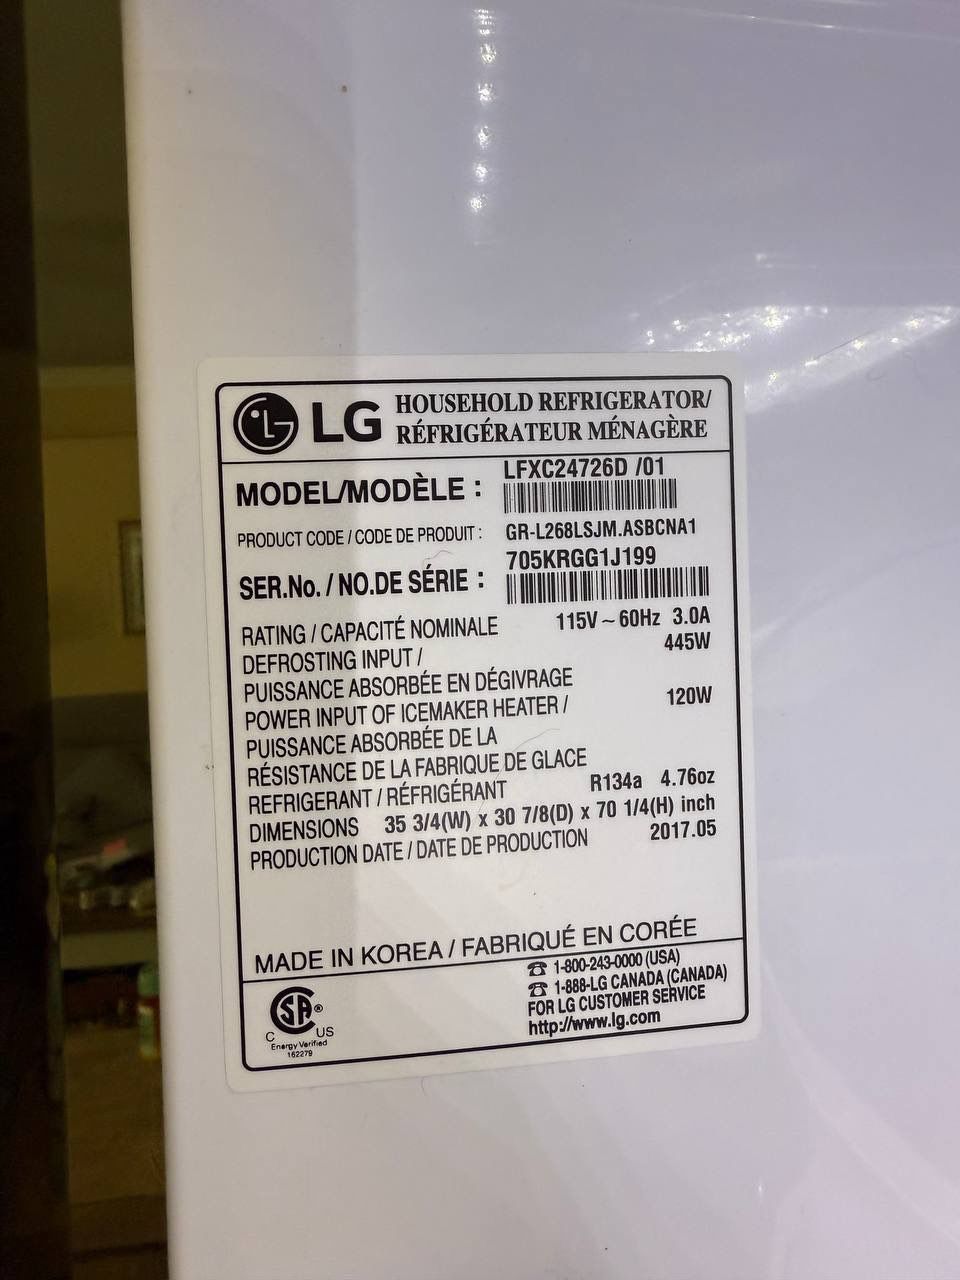 LG HOUSEHOLD REFRIGERATOR/
RÉFRIGÉRATEUR MÉNAGÈRE
MODEL/MODÈLE : LFXC24726D /01
PRODUCT CODE / CODE DE PRODUIT : GR-L268LSJM.ASBCNA1
SER.No. / NO.DE SÉRIE : 705KRGG1J199
RATING / CAPACITÉ NOMINALE 115V ~ 60Hz 3.0A
DEFROSTING INPUT / 445W
PUISSANCE ABSORBÉE EN DÉGIVRAGE
POWER INPUT OF ICEMAKER HEATER / 120W
PUISSANCE ABSORBÉE DE LA
RÉSISTANCE DE LA FABRIQUE DE GLACE
REFRIGERANT / RÉFRIGÉRANT R134a 4.76oz
DIMENSIONS 35 3/4(W) x 30 7/8(D) x 70 1/4(H) inch
PRODUCTION DATE / DATE DE PRODUCTION 2017.05
MADE IN KOREA / FABRIQUÉ EN CORÉE
SA ®
C US
Energy Verified
162279
☎ 1-800-243-0000 (USA)
☎ 1-888-LG CANADA (CANADA)
FOR LG CUSTOMER SERVICE
http://www.lg.com